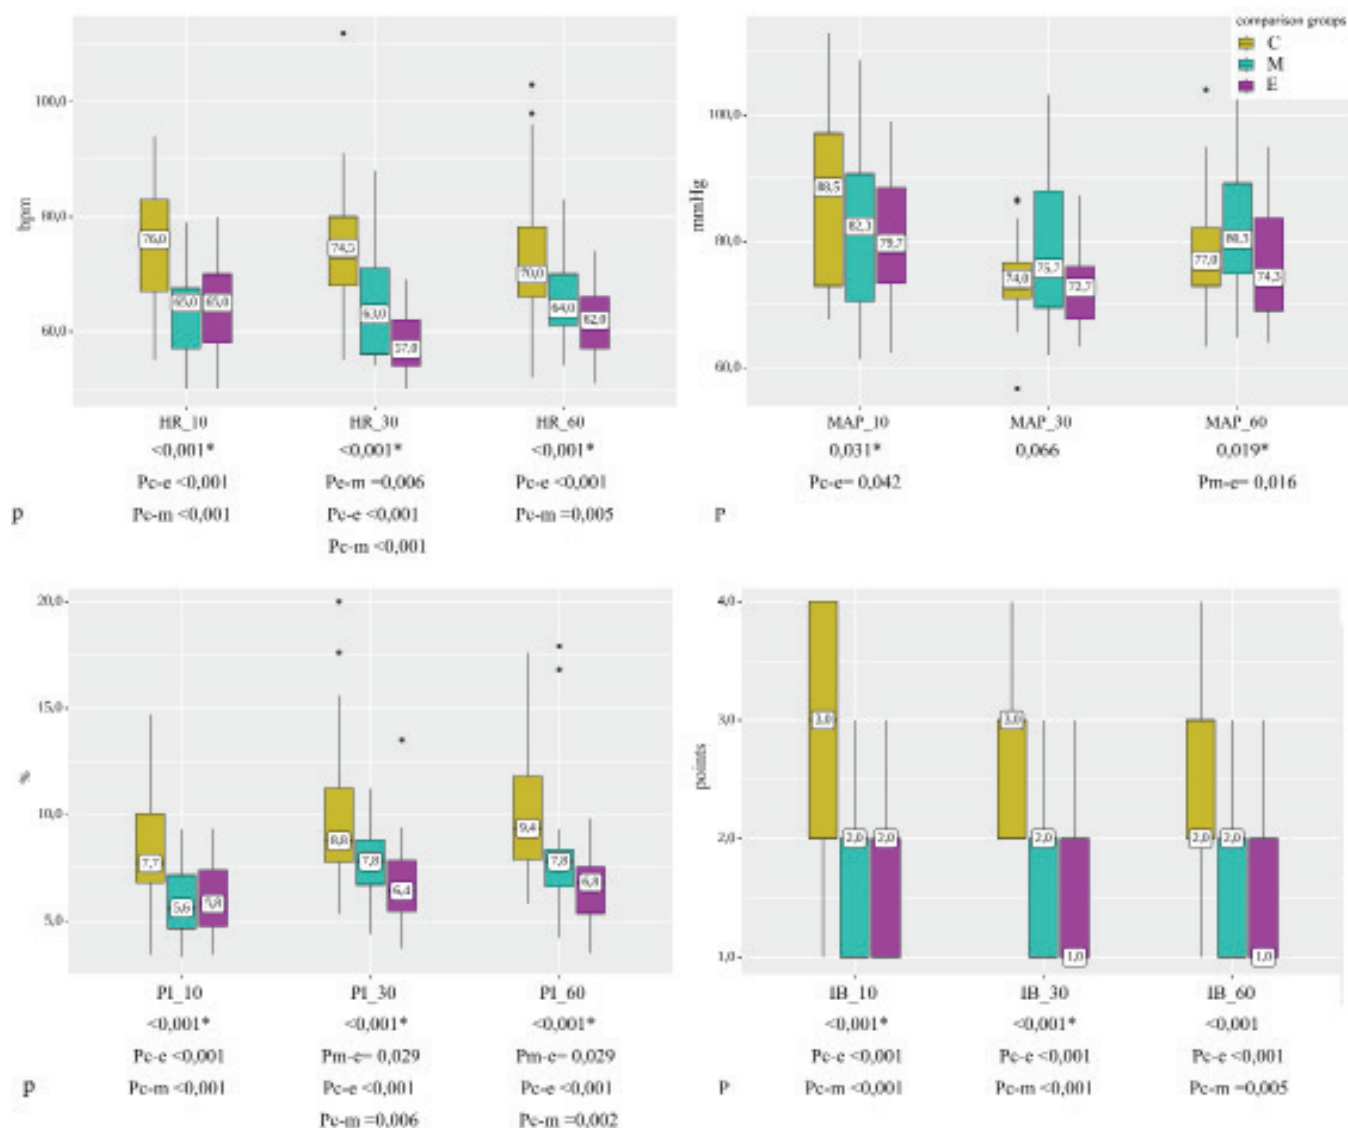 comparison groups
C
M
E
bpm
100,0
80,0
60,0
76,0
65,0
65,0
74,5
63,0
57,0
70,0
64,0
62,0
HR_10
HR_30
HR_60
<0,001*
<0,001*
<0,001*
Pc-e <0,001
Pe-m =0,006
Pc-e <0,001
p
Pc-m <0,001
Pc-e <0,001
Pc-m =0,005
Pc-m <0,001
mmHg
100,0
80,0
60,0
88,5
82,3
79,7
74,0
75,7
72,7
77,0
80,3
74,3
MAP_10
MAP_30
MAP_60
0,031*
0,066
0,019*
Pc-e= 0,042
Pm-e= 0,016
P
%
20,0
15,0
10,0
5,0
7,7
5,6
5,8
8,8
7,8
6,4
9,4
7,8
6,8
PI_10
PI_30
PI_60
<0,001*
<0,001*
<0,001*
Pc-e <0,001
Pm-e= 0,029
Pm-e= 0,029
p
Pc-m <0,001
Pc-e <0,001
Pc-e <0,001
Pc-m =0,006
Pc-m =0,002
points
4,0
3,0
2,0
1,0
3,0
2,0
2,0
3,0
2,0
1,0
2,0
2,0
1,0
IB_10
IB_30
IB_60
<0,001*
<0,001*
<0,001
Pc-e <0,001
Pc-e <0,001
Pc-e <0,001
P
Pc-m <0,001
Pc-m <0,001
Pc-m =0,005